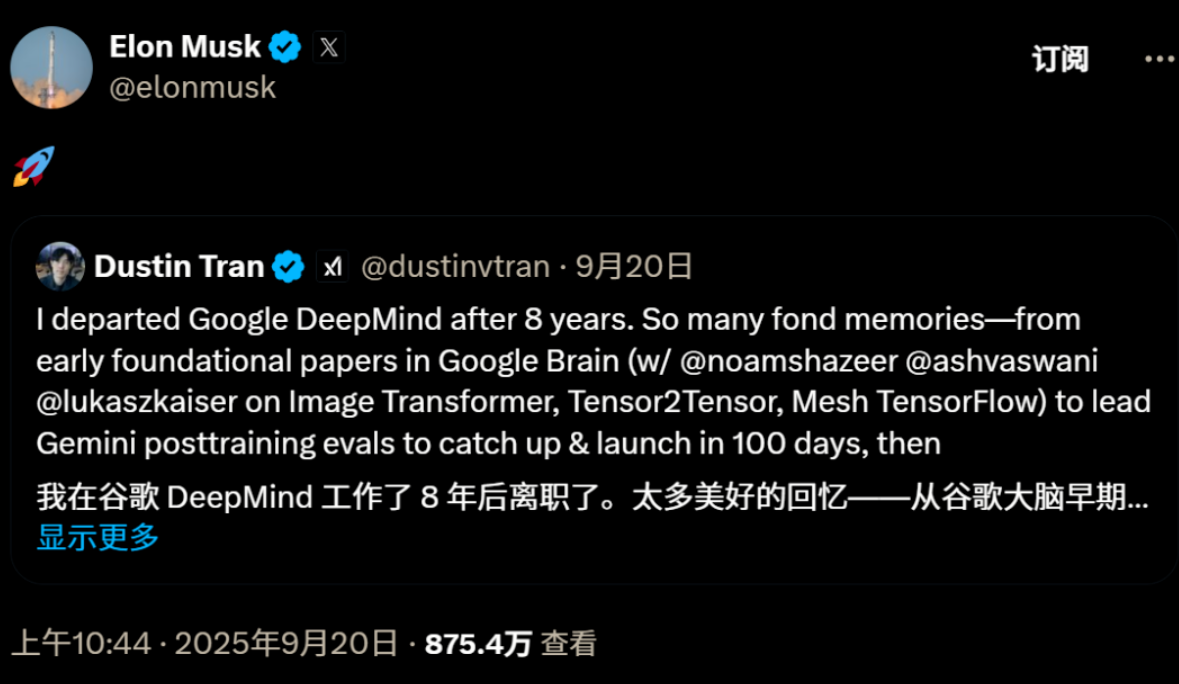 Elon Musk
订阅
@elonmusk
🚀
Dustin Tran @dustinvtran · 9月20日
I departed Google DeepMind after 8 years. So many fond memories—from
early foundational papers in Google Brain (w/ @noamshazeer @ashvaswani
@lukaszkaiser on Image Transformer, Tensor2Tensor, Mesh TensorFlow) to lead
Gemini posttraining evals to catch up & launch in 100 days, then
我在谷歌 DeepMind 工作了 8 年后离职了。太多美好的回忆——从谷歌大脑早期...
显示更多
上午10:44 · 2025年9月20日 · 875.4万 查看